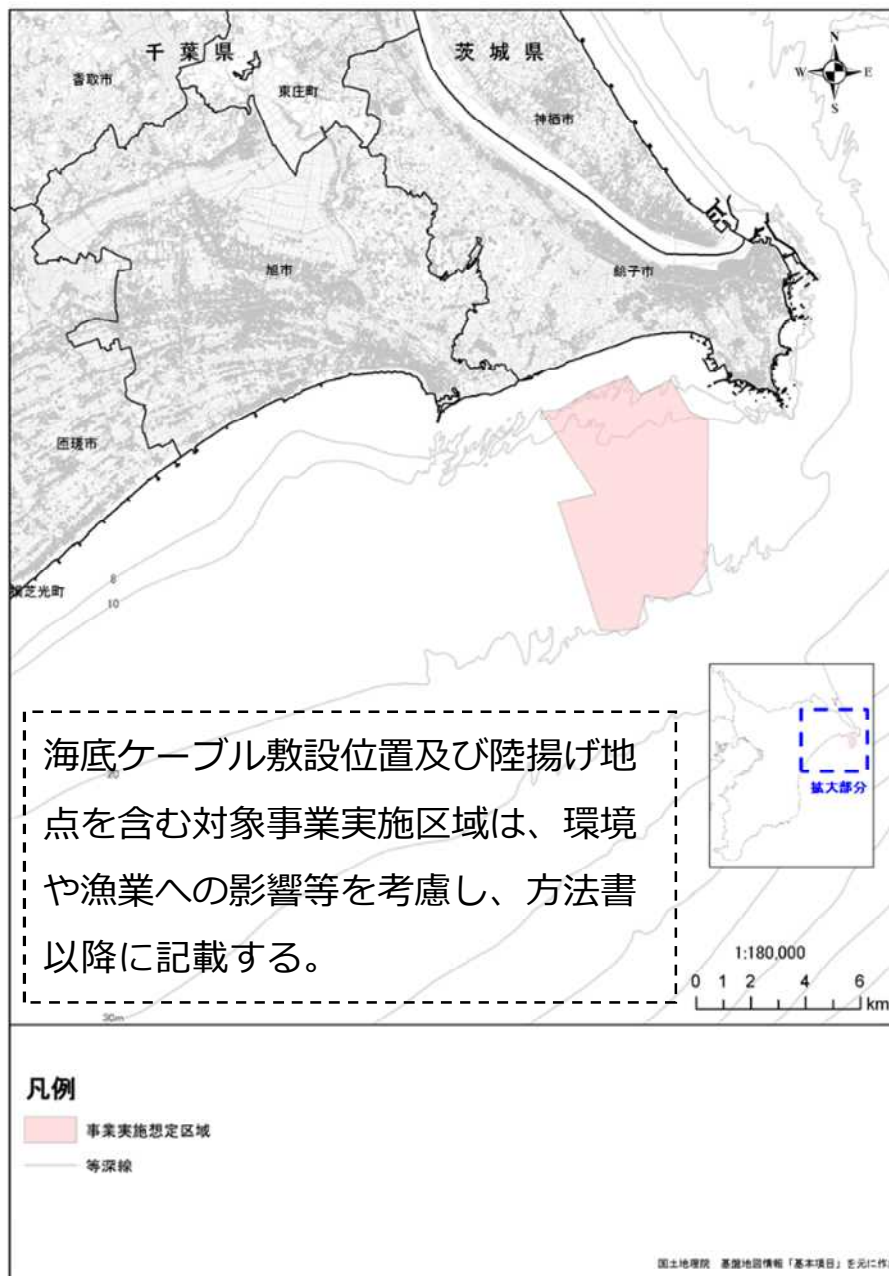 千葉県
茨城県
N
W E
S
香取市
東庄町
神栖市
旭市
銚子市
匝瑳市
芝光町
8
10
海底ケーブル敷設位置及び陸揚げ地
点を含む対象事業実施区域は、環境
や漁業への影響等を考慮し、方法書
以降に記載する。
拡大部分
1:180,000
0 1 2 4 6
km
30m
凡例
事業実施想定区域
等深線
国土地理院 基盤地図情報「基本項目」を元に作